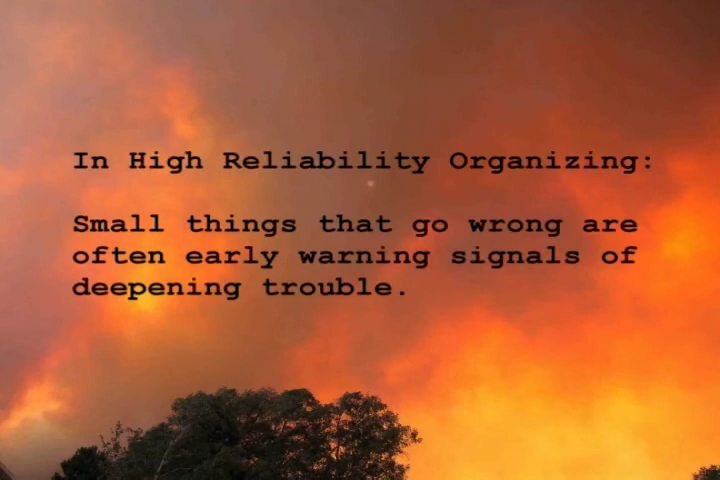 In High Reliability Organizing:
Small things that go wrong are
often early warning signals of
deepening trouble.